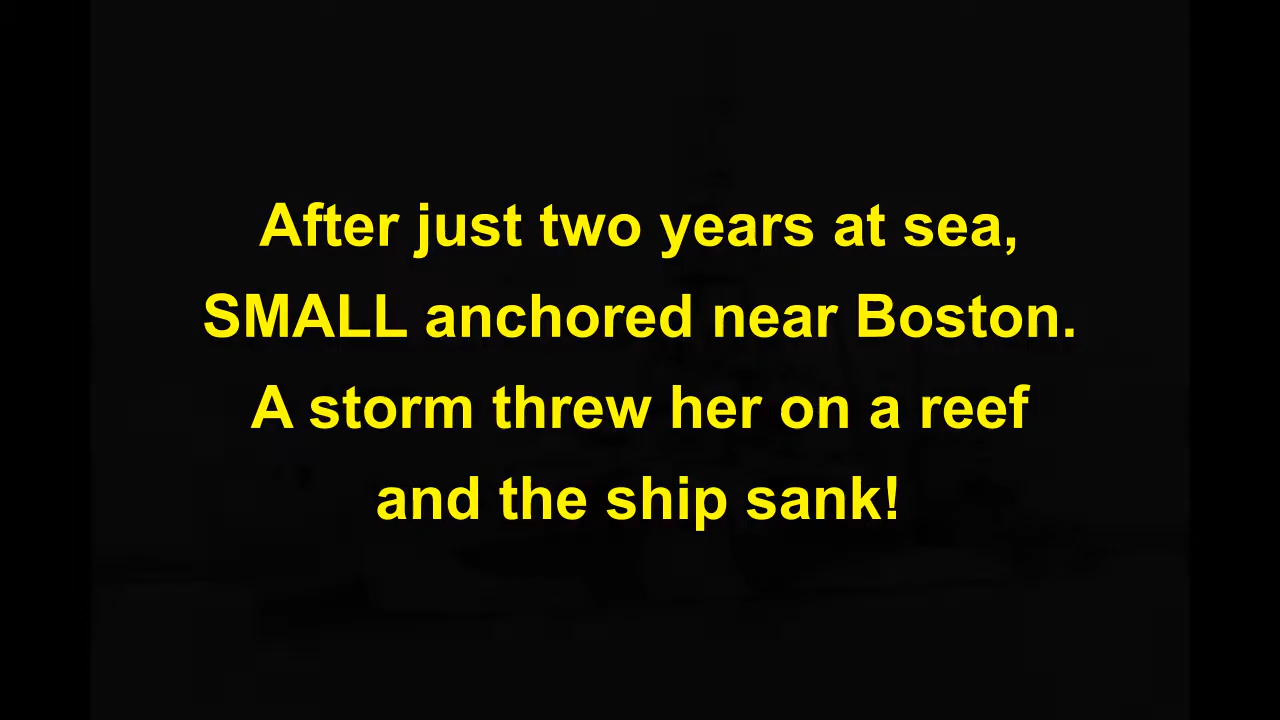 After just two years at sea,
SMALL anchored near Boston.
A storm threw her on a reef
and the ship sank!